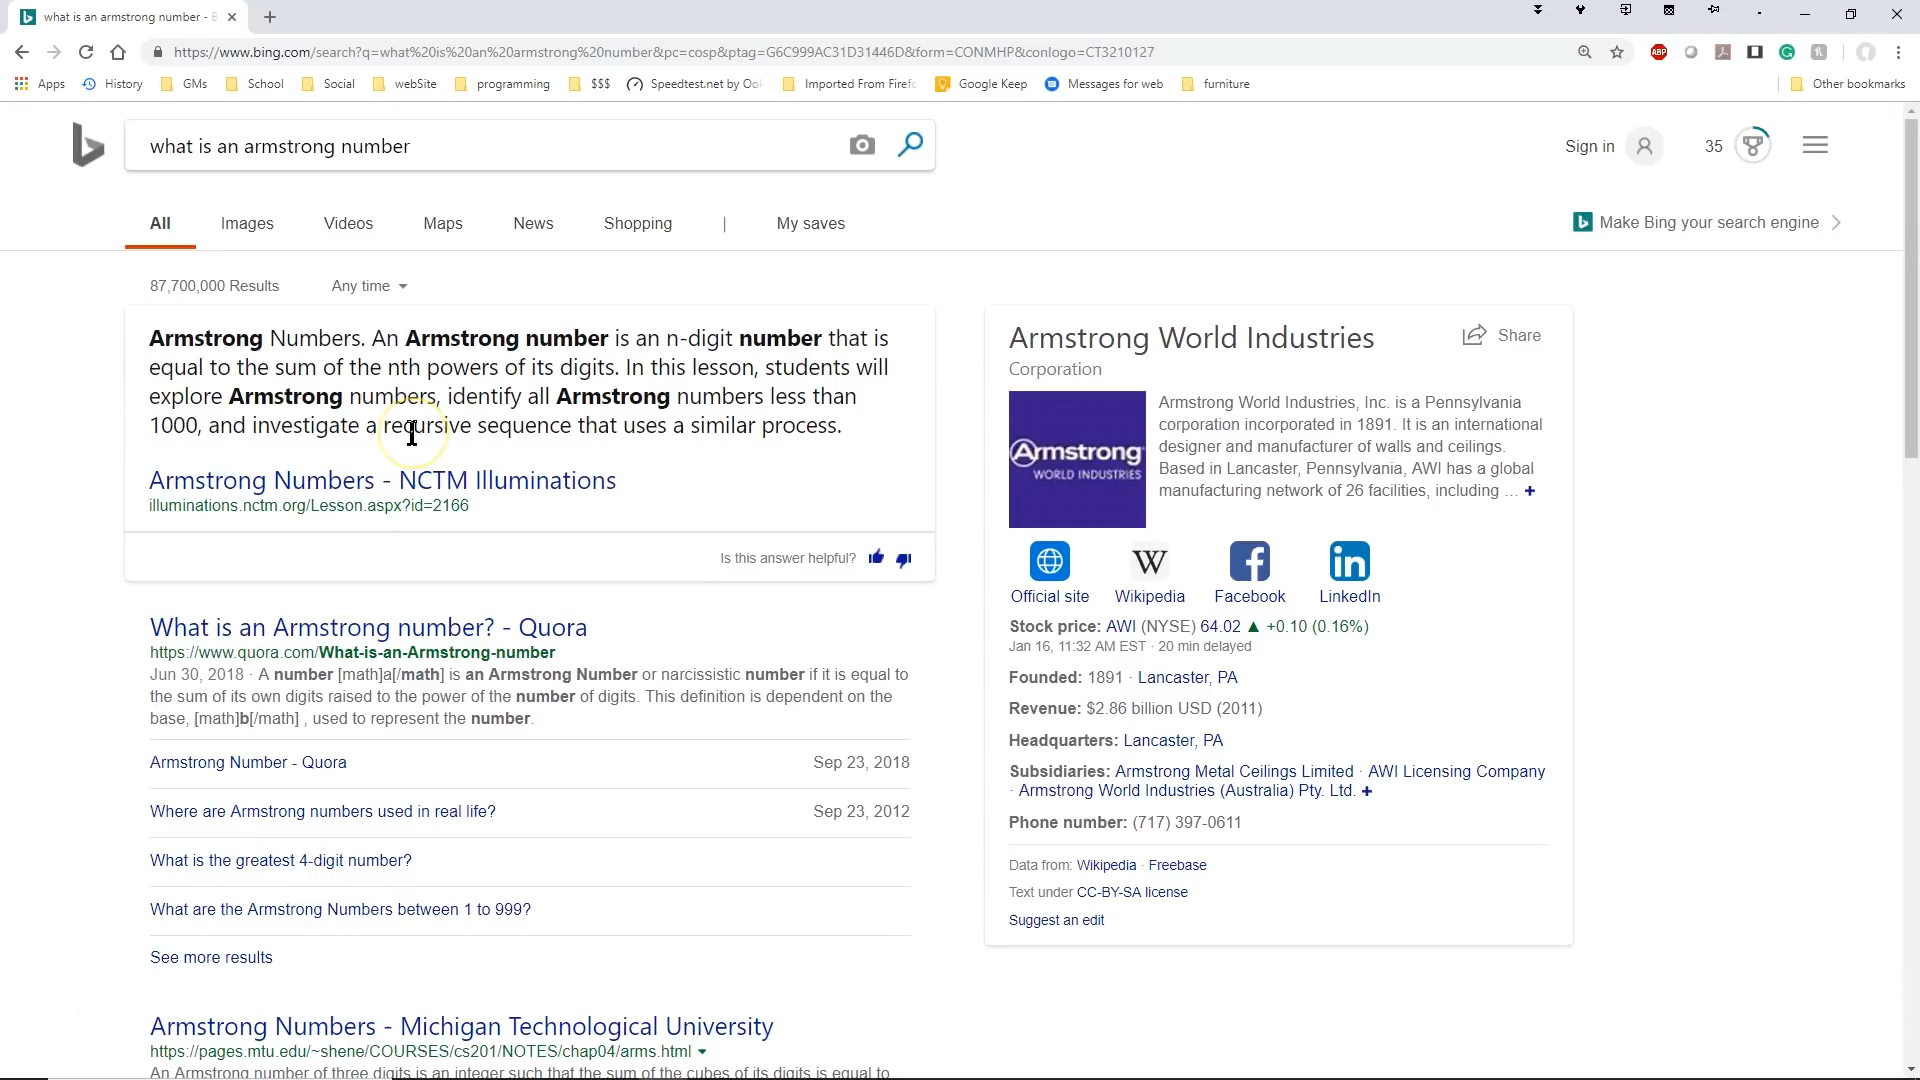 what is an armstrong number - B
https://www.bing.com/search?q=what%20is%20an%20armstrong%20number&pc=cosp&ptag=G6C999AC31D31446D&form=CONMHP&conlogo=CT3210127
ABP
Apps History GMs School Social webSite programming $$$ Speedtest.net by Ook Imported From Firefo Google Keep Messages for web furniture Other bookmarks
what is an armstrong number
Sign in 35
All Images Videos Maps News Shopping | My saves
Make Bing your search engine
87,700,000 Results Any time
Armstrong Numbers. An Armstrong number is an n-digit number that is
equal to the sum of the nth powers of its digits. In this lesson, students will
explore Armstrong numbers, identify all Armstrong numbers less than
1000, and investigate a recursive sequence that uses a similar process.
Armstrong Numbers - NCTM Illuminations
illuminations.nctm.org/Lesson.aspx?id=2166
Is this answer helpful?
What is an Armstrong number? - Quora
https://www.quora.com/What-is-an-Armstrong-number
Jun 30, 2018 · A number [math]a[/math] is an Armstrong Number or narcissistic number if it is equal to
the sum of its own digits raised to the power of the number of digits. This definition is dependent on the
base, [math]b[/math] , used to represent the number.
Armstrong Number - Quora Sep 23, 2018
Where are Armstrong numbers used in real life? Sep 23, 2012
What is the greatest 4-digit number?
What are the Armstrong Numbers between 1 to 999?
See more results
Armstrong Numbers - Michigan Technological University
https://pages.mtu.edu/~shene/COURSES/cs201/NOTES/chap04/arms.html
An Armstrong number of three digits is an integer such that the sum of the cubes of its digits is equal to
Armstrong World Industries
Share
Corporation
Armstrong
WORLD INDUSTRIES
Armstrong World Industries, Inc. is a Pennsylvania
corporation incorporated in 1891. It is an international
designer and manufacturer of walls and ceilings.
Based in Lancaster, Pennsylvania, AWI has a global
manufacturing network of 26 facilities, including ... +
W
f
in
Official site Wikipedia Facebook LinkedIn
Stock price: AWI (NYSE) 64.02 ▲ +0.10 (0.16%)
Jan 16, 11:32 AM EST · 20 min delayed
Founded: 1891 · Lancaster, PA
Revenue: $2.86 billion USD (2011)
Headquarters: Lancaster, PA
Subsidiaries: Armstrong Metal Ceilings Limited · AWI Licensing Company
· Armstrong World Industries (Australia) Pty. Ltd. +
Phone number: (717) 397-0611
Data from: Wikipedia · Freebase
Text under CC-BY-SA license
Suggest an edit